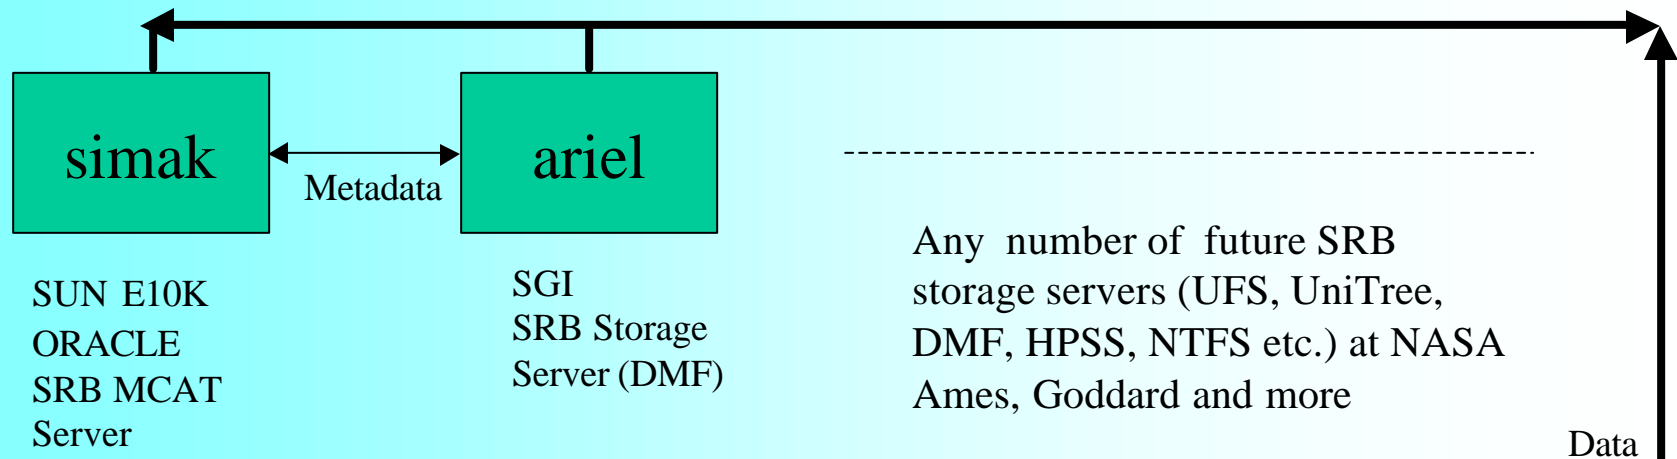 simak
ariel
Metadata
SUN E10K
ORACLE
SRB MCAT
Server
SGI
SRB Storage
Server (DMF)
Any number of future SRB
storage servers (UFS, UniTree,
DMF, HPSS, NTFS etc.) at NASA
Ames, Goddard and more
Data